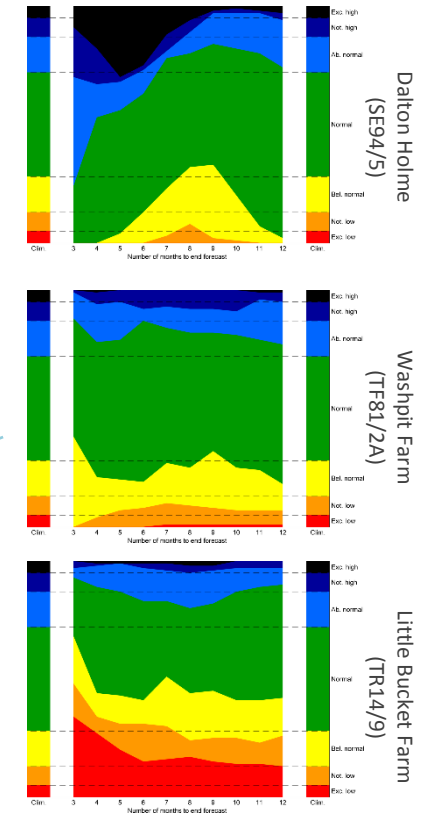 Exc. high
Not. high
Ab. normal
Normal
Bel. normal
Not. low
Exc. low
Clim.
3 4 5 6 7 8 9 10 11 12
Clim.
Number of months to end forecast
Dalton Holme
(SE94/5)
Exc. high
Not. high
Ab. normal
Normal
Bel. normal
Not. low
Exc. low
Clim.
3 4 5 6 7 8 9 10 11 12
Clim.
Number of months to end forecast
Washpit Farm
(TF81/2A)
Exc. high
Not. high
Ab. normal
Normal
Bel. normal
Not. low
Exc. low
Clim.
3 4 5 6 7 8 9 10 11 12
Clim.
Number of months to end forecast
Little Bucket Farm
(TR14/9)